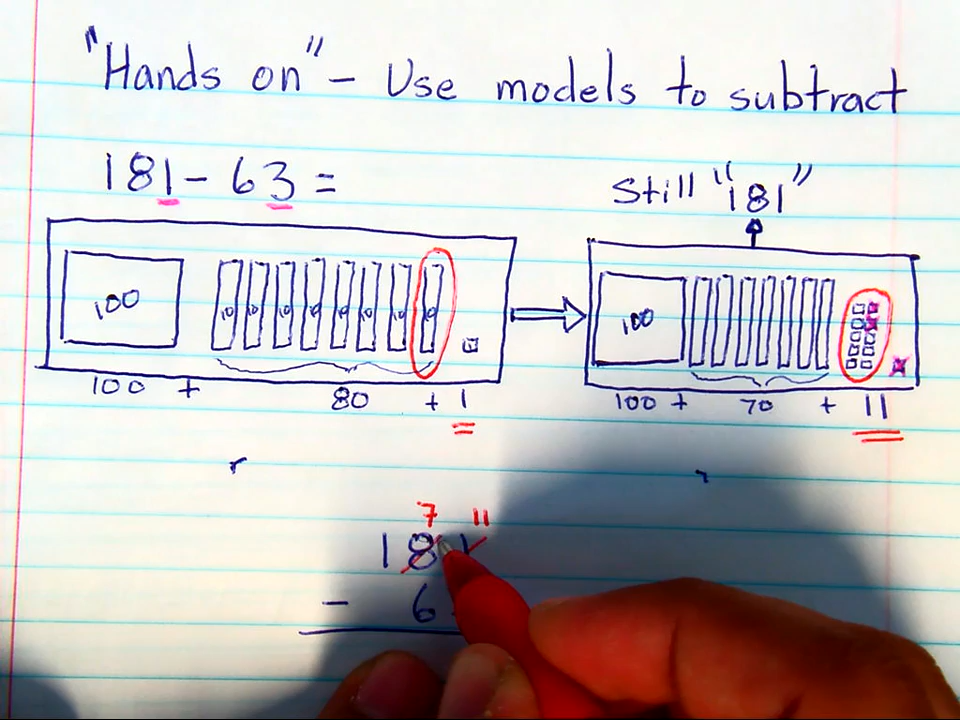 "Hands on" - Use models to subtract
181 - 63 =
Still "181"
100 10 10 10 10 10 10 10 10
100
100 + 80 + 1
100 + 70 + 11
7 11
181
- 6